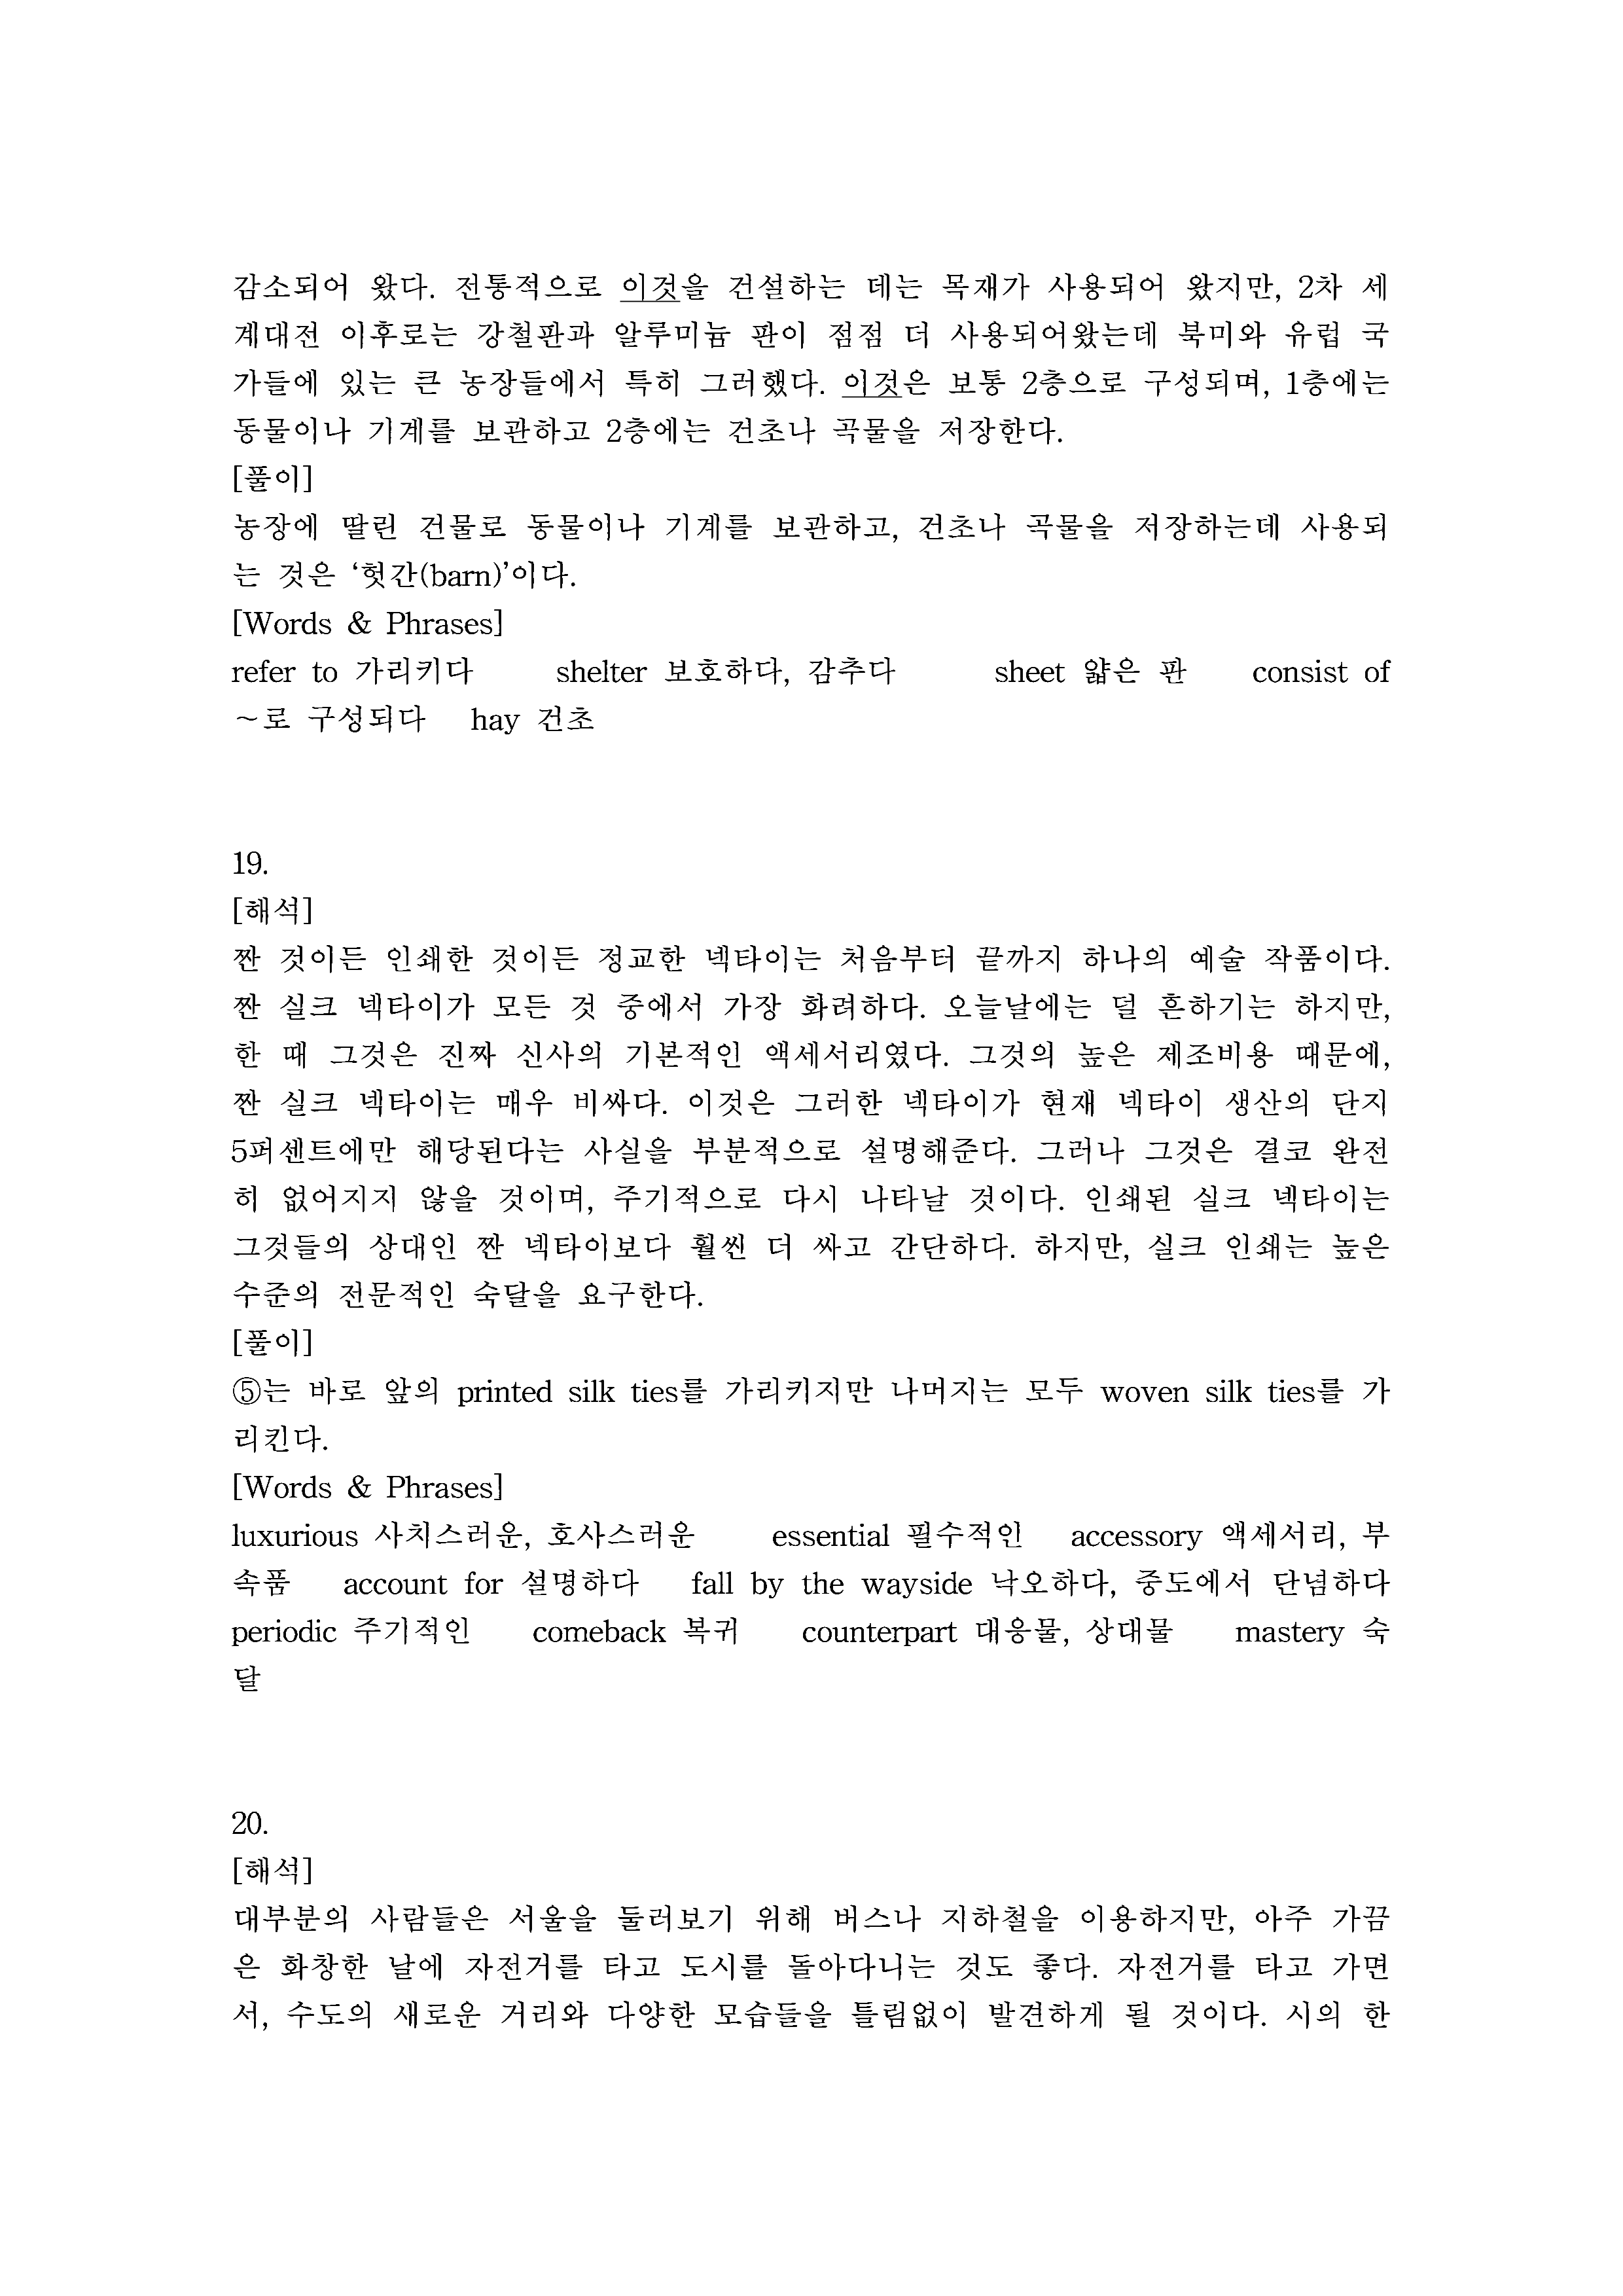 감소되어 왔다. 전통적으로 이것을 건설하는 데는 목재가 사용되어 왔지만, 2차 세
계대전 이후로는 강철판과 알루미늄 판이 점점 더 사용되어왔는데 북미와 유럽 국
가들에 있는 큰 농장들에서 특히 그러했다. 이것은 보통 2층으로 구성되며, 1층에는
동물이나 기계를 보관하고 2층에는 건초나 곡물을 저장한다.
[풀이]
농장에 딸린 건물로 동물이나 기계를 보관하고, 건초나 곡물을 저장하는데 사용되
는 것은 ‘헛간(barn)’이다.
[Words & Phrases]
refer to 가리키다 shelter 보호하다, 감추다 sheet 얇은 판 consist of
~로 구성되다 hay 건초
19.
[해석]
짠 것이든 인쇄한 것이든 정교한 넥타이는 처음부터 끝까지 하나의 예술 작품이다.
짠 실크 넥타이가 모든 것 중에서 가장 화려하다. 오늘날에는 덜 흔하기는 하지만,
한 때 그것은 진짜 신사의 기본적인 액세서리였다. 그것의 높은 제조비용 때문에,
짠 실크 넥타이는 매우 비싸다. 이것은 그러한 넥타이가 현재 넥타이 생산의 단지
5퍼센트에만 해당된다는 사실을 부분적으로 설명해준다. 그러나 그것은 결코 완전
히 없어지지 않을 것이며, 주기적으로 다시 나타날 것이다. 인쇄된 실크 넥타이는
그것들의 상대인 짠 넥타이보다 훨씬 더 싸고 간단하다. 하지만, 실크 인쇄는 높은
수준의 전문적인 숙달을 요구한다.
[풀이]
⑤는 바로 앞의 printed silk ties를 가리키지만 나머지는 모두 woven silk ties를 가
리킨다.
[Words & Phrases]
luxurious 사치스러운, 호사스러운 essential 필수적인 accessory 액세서리, 부
속품 account for 설명하다 fall by the wayside 낙오하다, 중도에서 단념하다
periodic 주기적인 comeback 복귀 counterpart 대응물, 상대물 mastery 숙
달
20.
[해석]
대부분의 사람들은 서울을 둘러보기 위해 버스나 지하철을 이용하지만, 아주 가끔
은 화창한 날에 자전거를 타고 도시를 돌아다니는 것도 좋다. 자전거를 타고 가면
서, 수도의 새로운 거리와 다양한 모습들을 틀림없이 발견하게 될 것이다. 시의 한